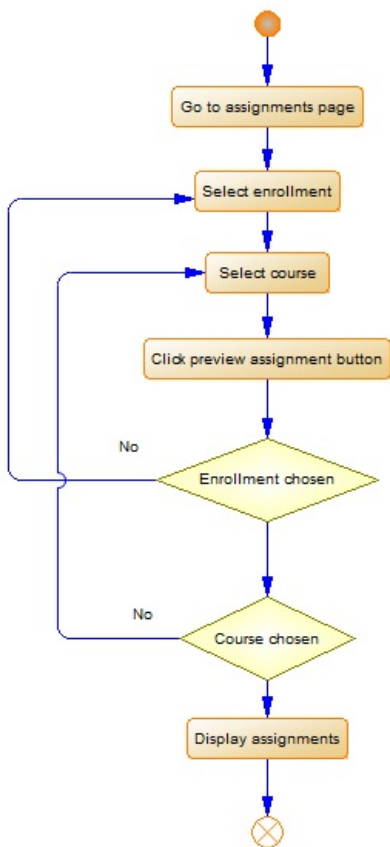 Go to assignments page
Select enrollment
Select course
Click preview assignment button
No
Enrollment chosen
No
Course chosen
Display assignments